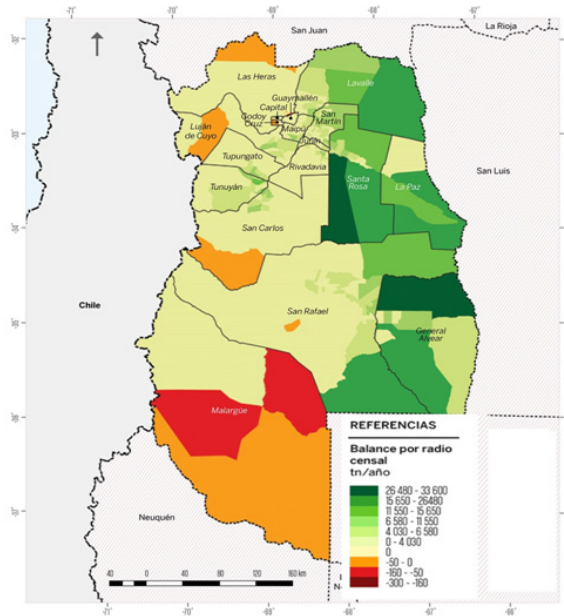 San Juan
La Rioja
Las Heras
Lavalle
Guaymallén
Capital
Godoy
Cruz
San
Martín
Luján
de Cuyo
Maipú
Junín
Tupungato
Rivadavia
Santa
Rosa
La Paz
San Luis
Tunuyán
San Carlos
Chile
San Rafael
General
Alvear
Malargüe
Neuquén
REFERENCIAS
Balance por radio
censal
tn/año
26 480 - 33 600
15 650 - 26480
11 550 - 15 650
6 580 - 11 550
4 030 - 6 580
0 - 4 030
0
-50 - 0
-160 - -50
-300 - -160
40
0
40
80
120
160 km
-71
-70
-69
-68
-67